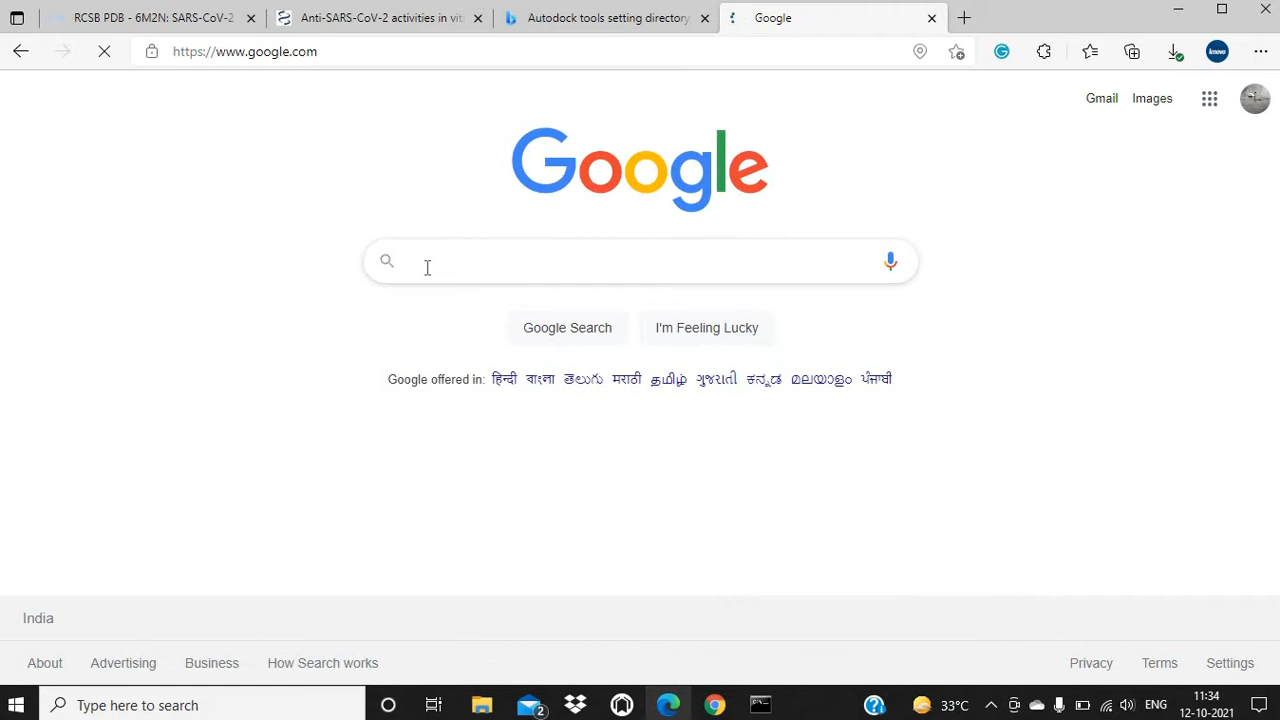 RCSB PDB - 6M2N: SARS-CoV-2
Anti-SARS-CoV-2 activities in vit
Autodock tools setting directory
Google
https://www.google.com
Gmail
Images
Google
Google Search
I'm Feeling Lucky
Google offered in: हिन्दी বাংলা తెలుగు मराठी தமிழ் ગુજરાતી ಕನ್ನಡ മലയാളം ਪੰਜਾਬੀ
India
About
Advertising
Business
How Search works
Privacy
Terms
Settings
Type here to search
2
33°C
ENG
11:34
12-10-2021